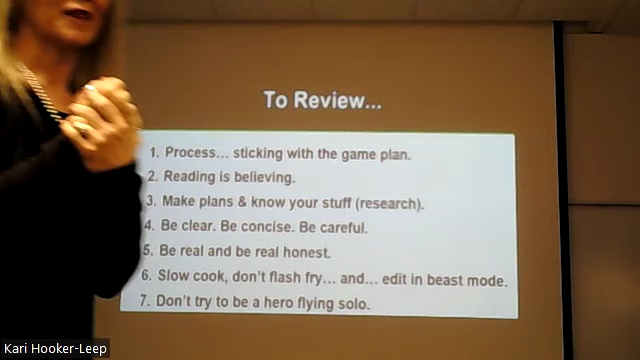 To Review...
1. Process... sticking with the game plan.
2. Reading is believing.
3. Make plans & know your stuff (research).
4. Be clear. Be concise. Be careful.
5. Be real and be real honest.
6. Slow cook, don't flash fry... and... edit in beast mode.
7. Don't try to be a hero flying solo.
Kari Hooker-Leep